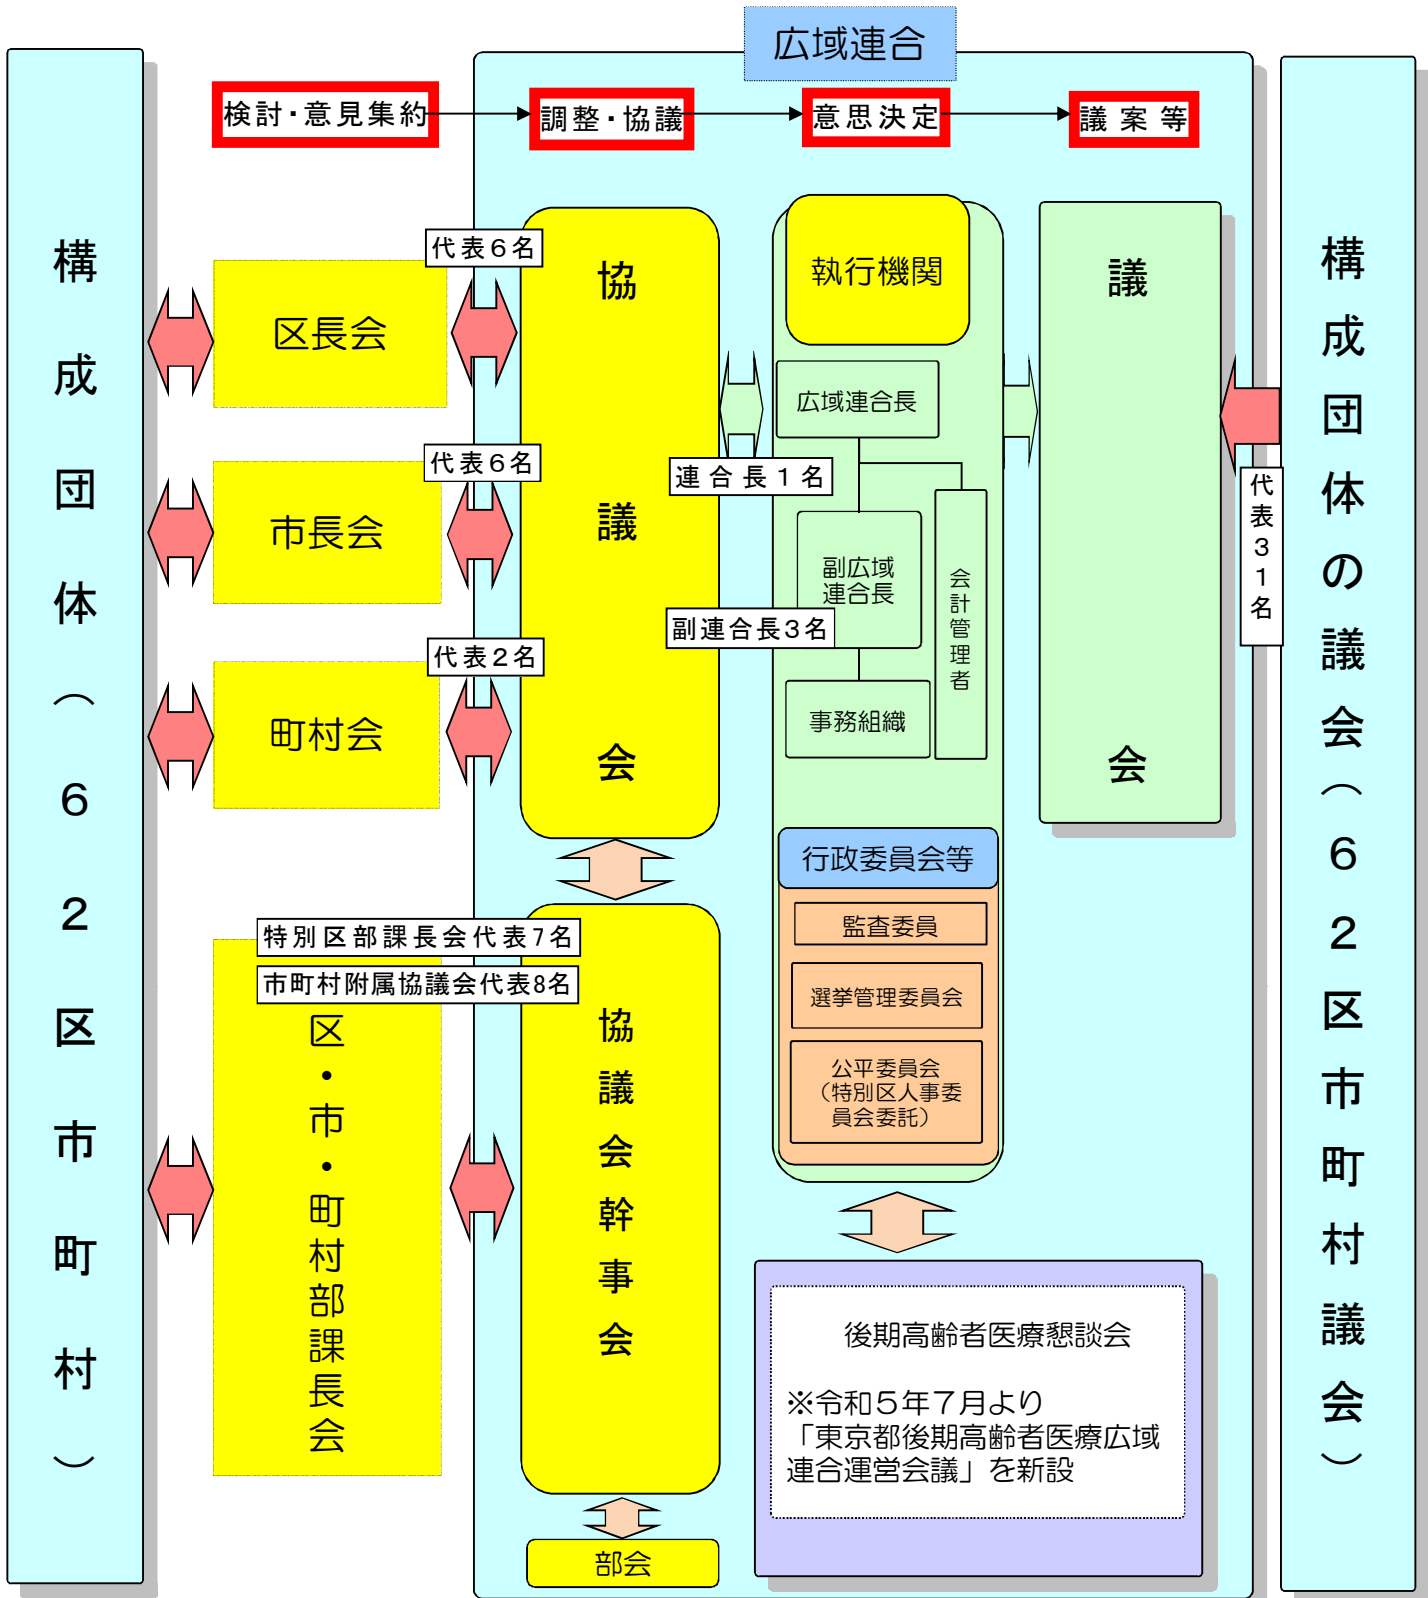 広域連合
検討・意見集約
調整・協議
意思決定
議案等
構成団体（６２区市町村）
区長会
市長会
町村会
区・市・町村部課長会
代表６名
代表６名
代表２名
特別区部課長会代表7名
市町村附属協議会代表8名
協議会
協議会幹事会
部会
連合長１名
副連合長3名
執行機関
広域連合長
副広域
連合長
会計管理者
事務組織
行政委員会等
監査委員
選挙管理委員会
公平委員会
（特別区人事委
員会委託）
議会
代表３１名
構成団体の議会（６２区市町村議会）
後期高齢者医療懇談会
※令和５年７月より
「東京都後期高齢者医療広域
連合運営会議」を新設